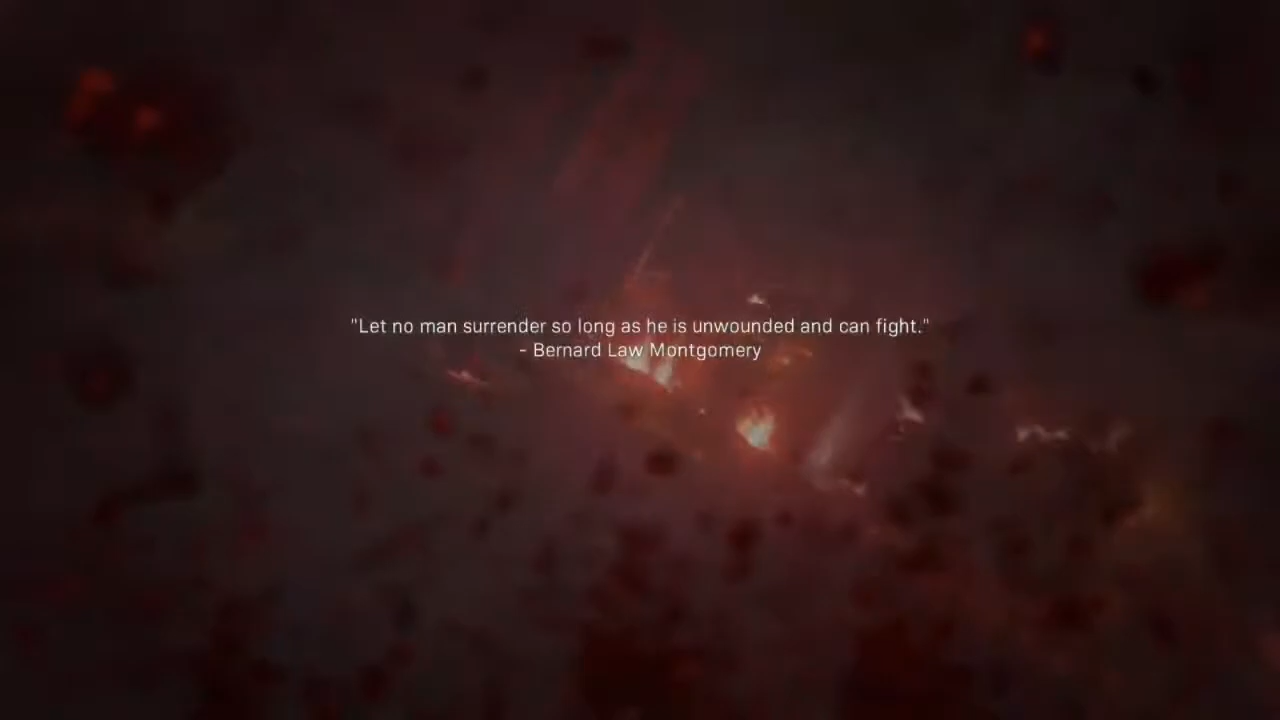 "Let no man surrender so long as he is unwounded and can fight."
- Bernard Law Montgomery